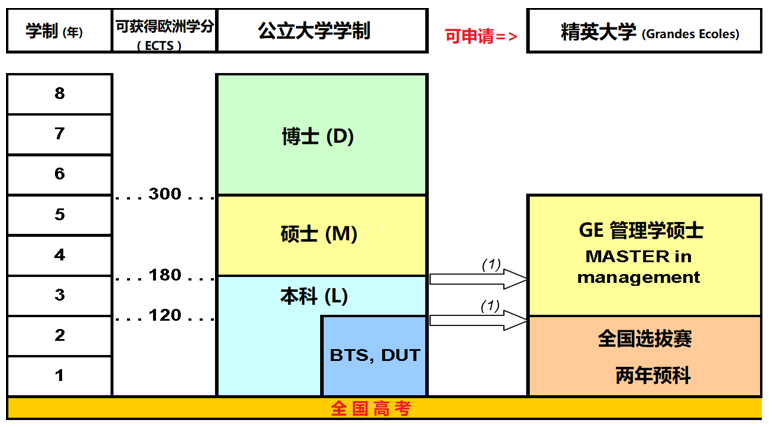 学制 (年)
可获得欧洲学分
（ECTS）
公立大学学制
可申请=>
精英大学 (Grandes Ecoles)
8
7
6
5
4
3
2
1
... 300 ...
... 180 ...
... 120 ...
博士 (D)
硕士 (M)
本科 (L)
BTS, DUT
(1)
(1)
GE 管理学硕士
MASTER in
management
全国选拔赛
两年预科
全国高考